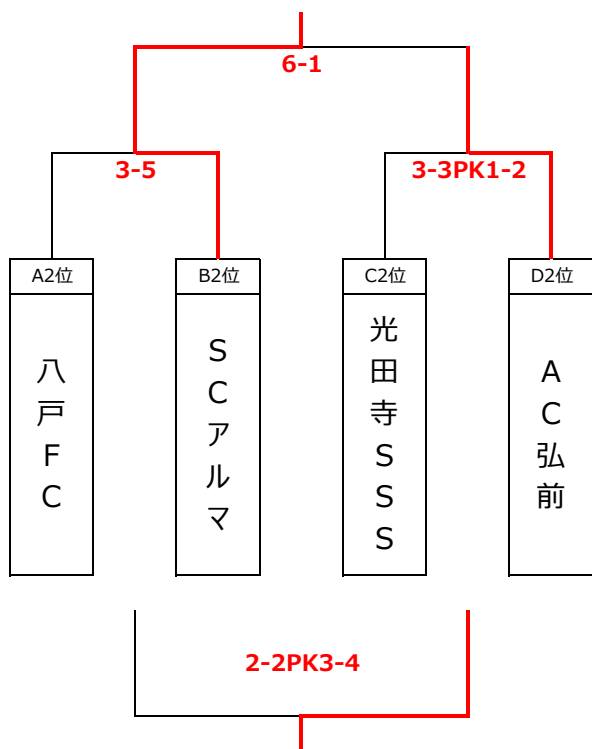 6-1
3-5
3-3PK1-2
A2位
B2位
C2位
D2位
八戸FC
SCアルマ
光田寺SSS
AC弘前
2-2PK3-4